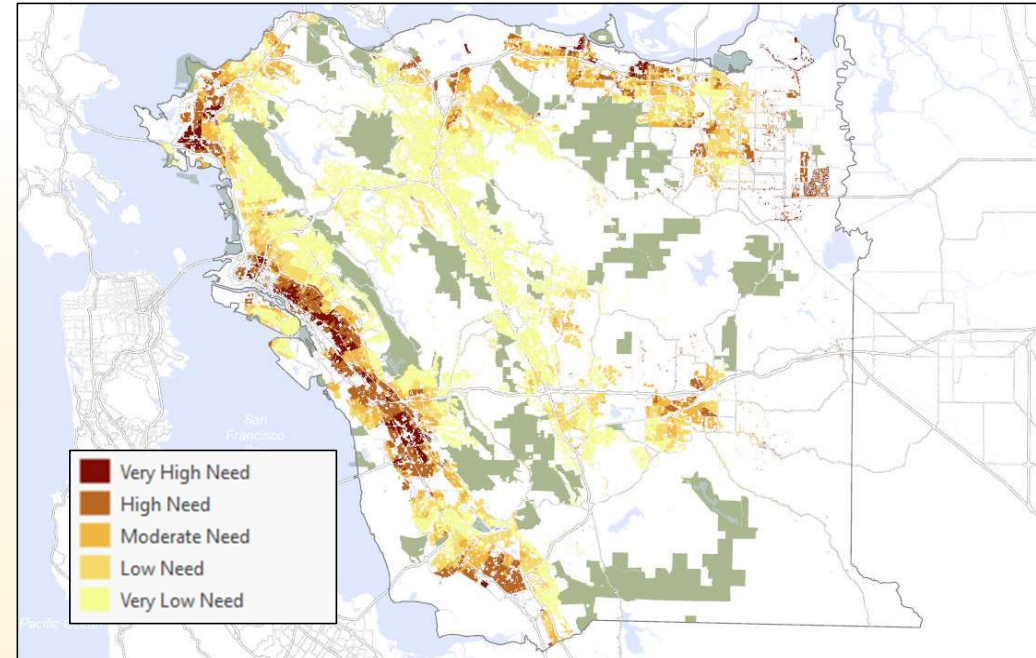 San
Francisco
Very High Need
High Need
Moderate Need
Low Need
Very Low Need
Pacific Ocean